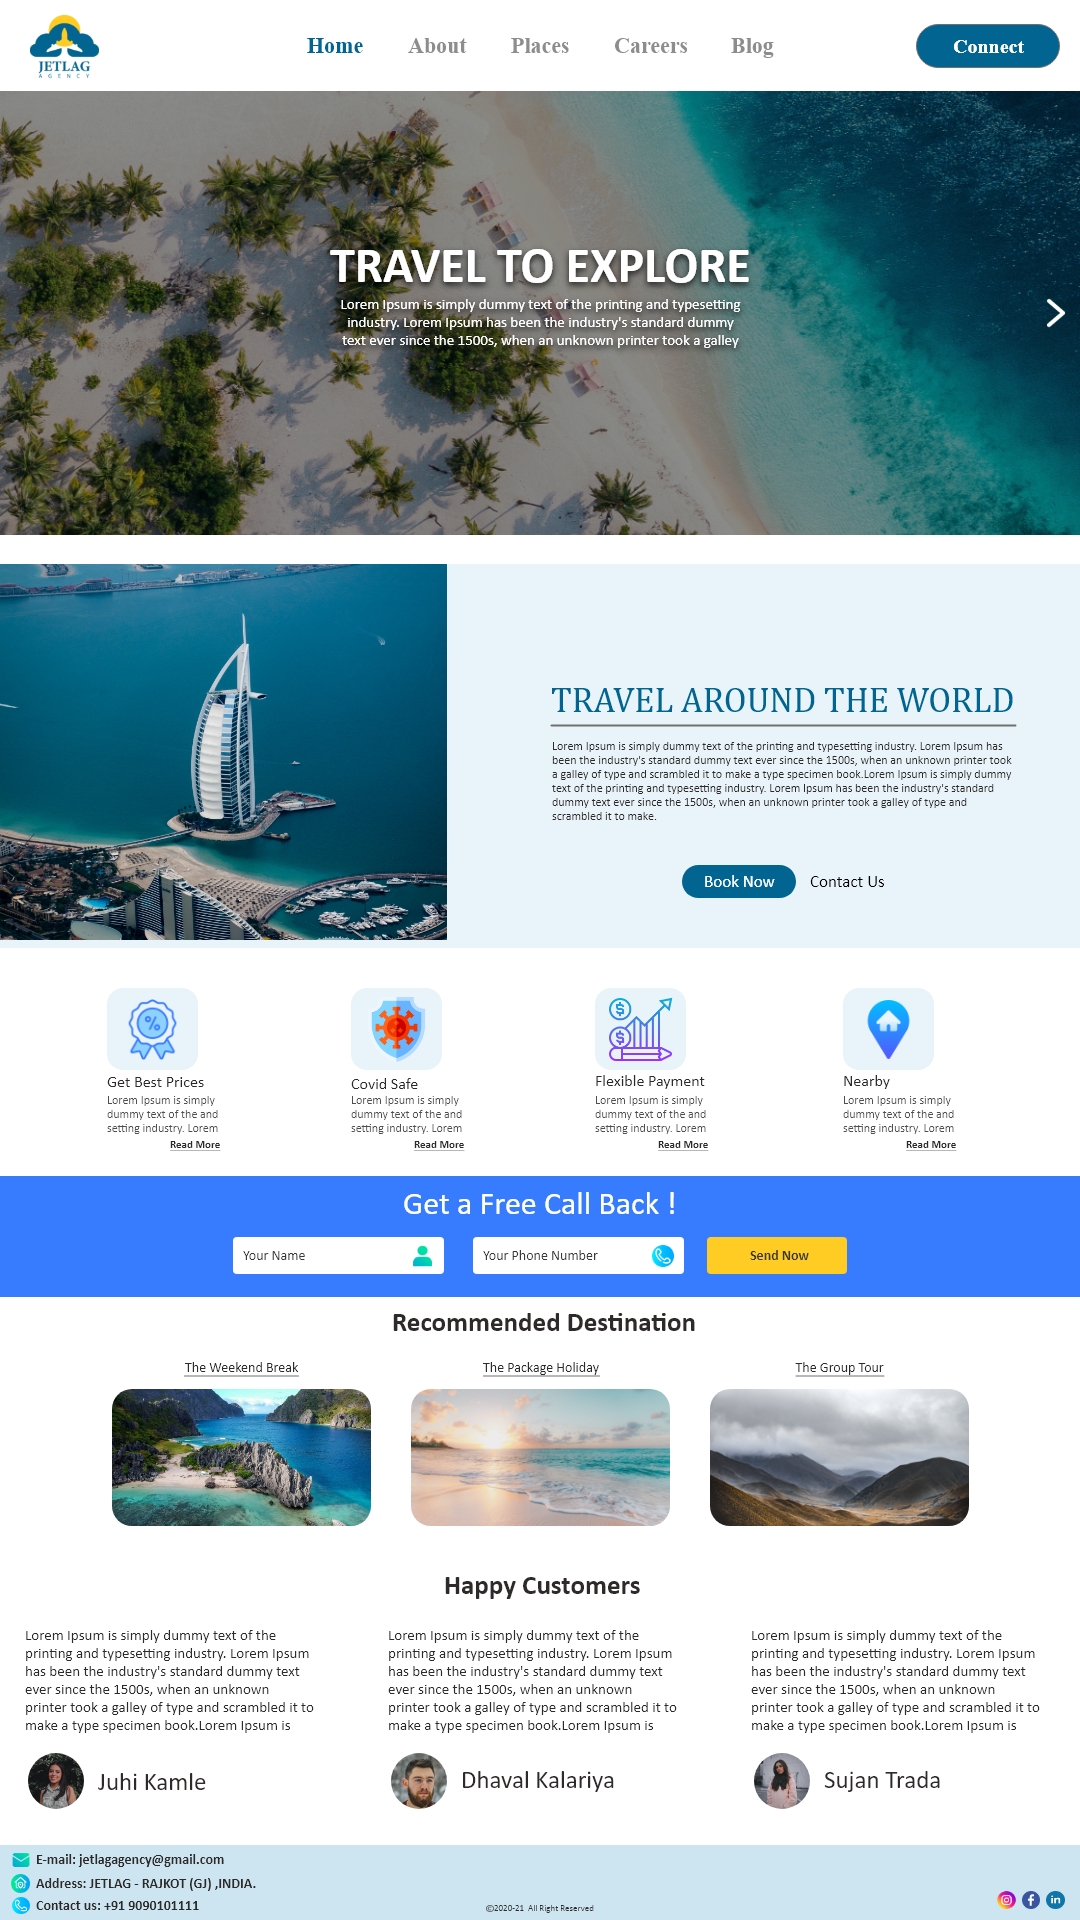 JETLAG
AGENCY
Home
About
Places
Careers
Blog
Connect
TRAVEL TO EXPLORE
Lorem Ipsum is simply dummy text of the printing and typesetting
industry. Lorem Ipsum has been the industry's standard dummy
text ever since the 1500s, when an unknown printer took a galley
TRAVEL AROUND THE WORLD
Lorem Ipsum is simply dummy text of the printing and typesetting industry. Lorem Ipsum has
been the industry's standard dummy text ever since the 1500s, when an unknown printer took
a galley of type and scrambled it to make a type specimen book.Lorem Ipsum is simply dummy
text of the printing and typesetting industry. Lorem Ipsum has been the industry's standard
dummy text ever since the 1500s, when an unknown printer took a galley of type and
scrambled it to make.
Book Now
Contact Us
Get Best Prices
Lorem Ipsum is simply
dummy text of the and
setting industry. Lorem
Read More
Covid Safe
Lorem Ipsum is simply
dummy text of the and
setting industry. Lorem
Read More
Flexible Payment
Lorem Ipsum is simply
dummy text of the and
setting industry. Lorem
Read More
Nearby
Lorem Ipsum is simply
dummy text of the and
setting industry. Lorem
Read More
Get a Free Call Back !
Your Name
Your Phone Number
Send Now
Recommended Destination
The Weekend Break
The Package Holiday
The Group Tour
Happy Customers
Lorem Ipsum is simply dummy text of the
printing and typesetting industry. Lorem Ipsum
has been the industry's standard dummy text
ever since the 1500s, when an unknown
printer took a galley of type and scrambled it to
make a type specimen book.Lorem Ipsum is
Juhi Kamle
Lorem Ipsum is simply dummy text of the
printing and typesetting industry. Lorem Ipsum
has been the industry's standard dummy text
ever since the 1500s, when an unknown
printer took a galley of type and scrambled it to
make a type specimen book.Lorem Ipsum is
Dhaval Kalariya
Lorem Ipsum is simply dummy text of the
printing and typesetting industry. Lorem Ipsum
has been the industry's standard dummy text
ever since the 1500s, when an unknown
printer took a galley of type and scrambled it to
make a type specimen book.Lorem Ipsum is
Sujan Trada
E-mail: jetlagagency@gmail.com
Address: JETLAG - RAJKOT (GJ) ,INDIA.
Contact us: +91 9090101111
©2020-21 All Right Reserved